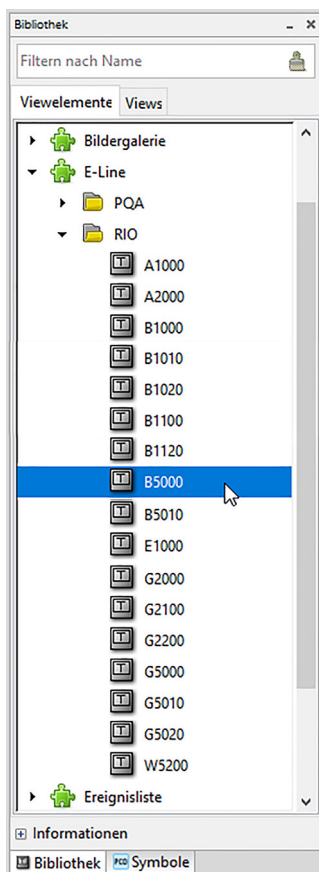 Bibliothek
Filtern nach Name
Viewelemente Views
Bildergalerie
E-Line
PQA
RIO
A1000
A2000
B1000
B1010
B1020
B1100
B1120
B5000
B5010
E1000
G2000
G2100
G2200
G5000
G5010
G5020
W5200
Ereignisliste
Informationen
Bibliothek PCD Symbole